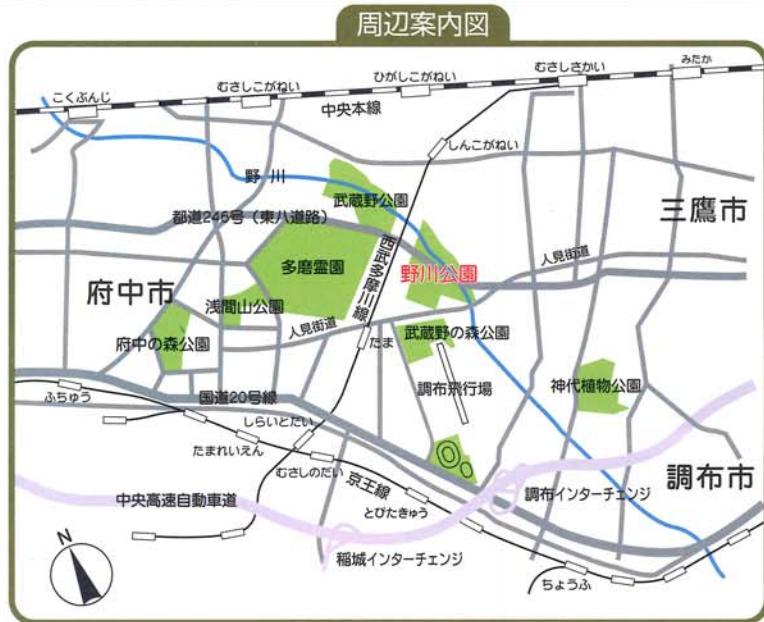 周辺案内図
こくぶんじ
むさしこがねい
ひがしこがねい
むさしさかい
みたか
中央本線
しんこがねい
野川
武蔵野公園
三鷹市
都道246号（東八道路）
人見街道
多磨霊園
西武多摩川線
野川公園
府中市
浅間山公園
人見街道
武蔵野の森公園
府中の森公園
たま
調布飛行場
神代植物公園
国道20号線
ふちゅう
しらいとだい
たまれいえん
むさしのだい
京王線
調布市
中央高速自動車道
とびたきゅう
調布インターチェンジ
稲城インターチェンジ
ちょうふ
N